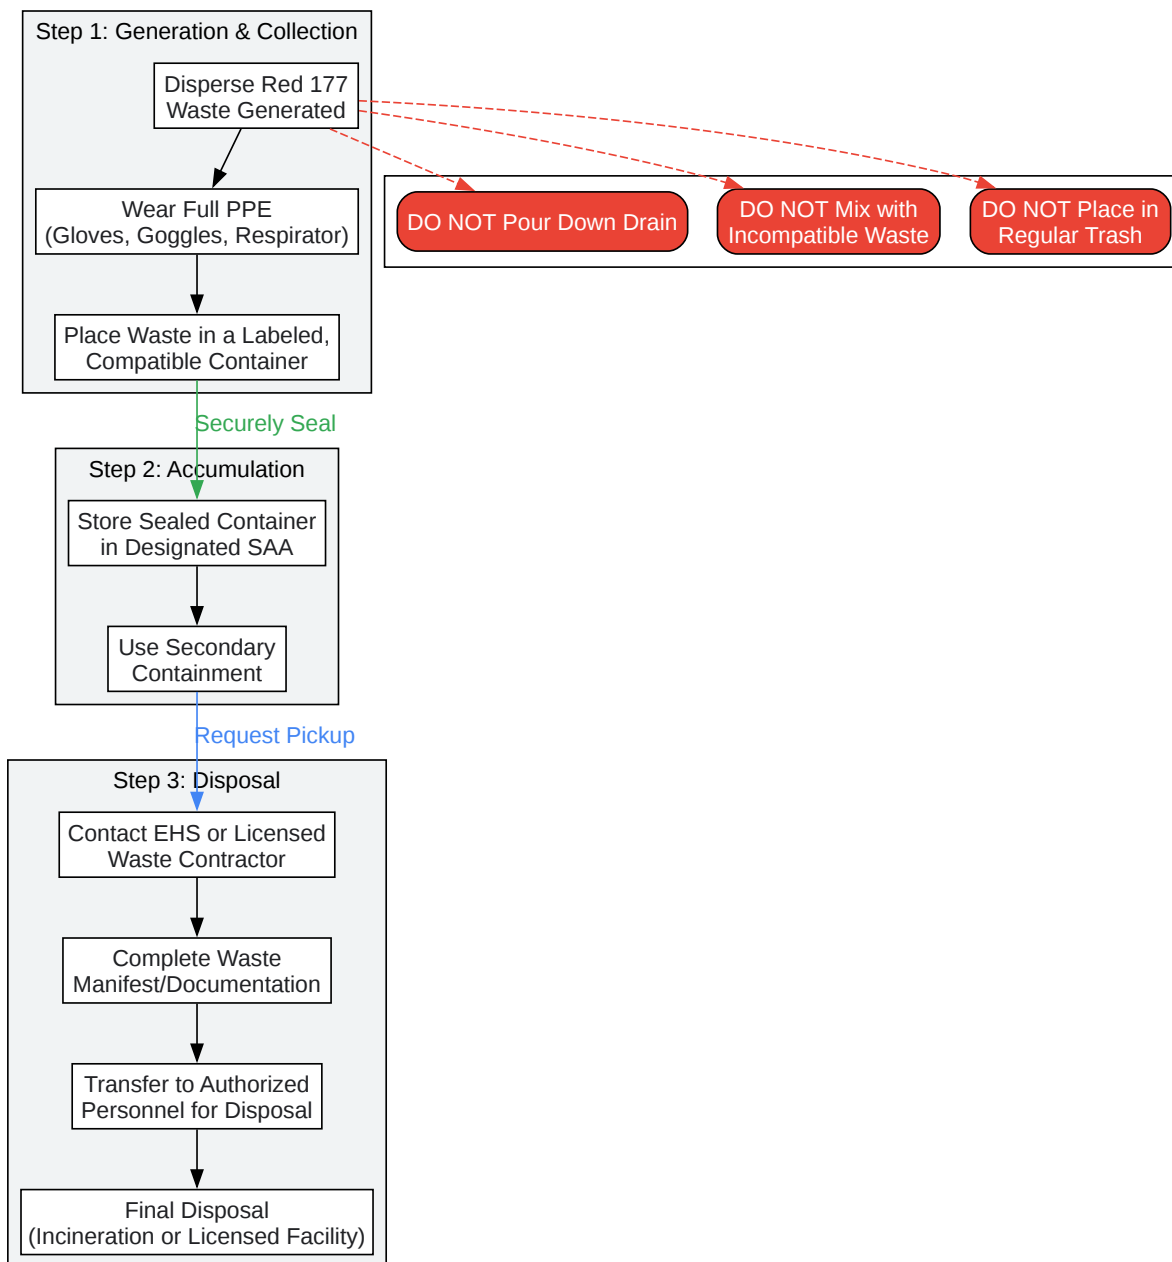 Step 1: Generation & Collection
Disperse Red 177
Waste Generated
Wear Full PPE
(Gloves, Goggles, Respirator)
DO NOT Pour Down Drain
DO NOT Mix with
Incompatible Waste
DO NOT Place in
Regular Trash
Place Waste in a Labeled,
Compatible Container
Securely Seal
Step 2: Accumulation
Store Sealed Container
in Designated SAA
Use Secondary
Containment
Request Pickup
Step 3: Disposal
Contact EHS or Licensed
Waste Contractor
Complete Waste
Manifest/Documentation
Transfer to Authorized
Personnel for Disposal
Final Disposal
(Incineration or Licensed Facility)